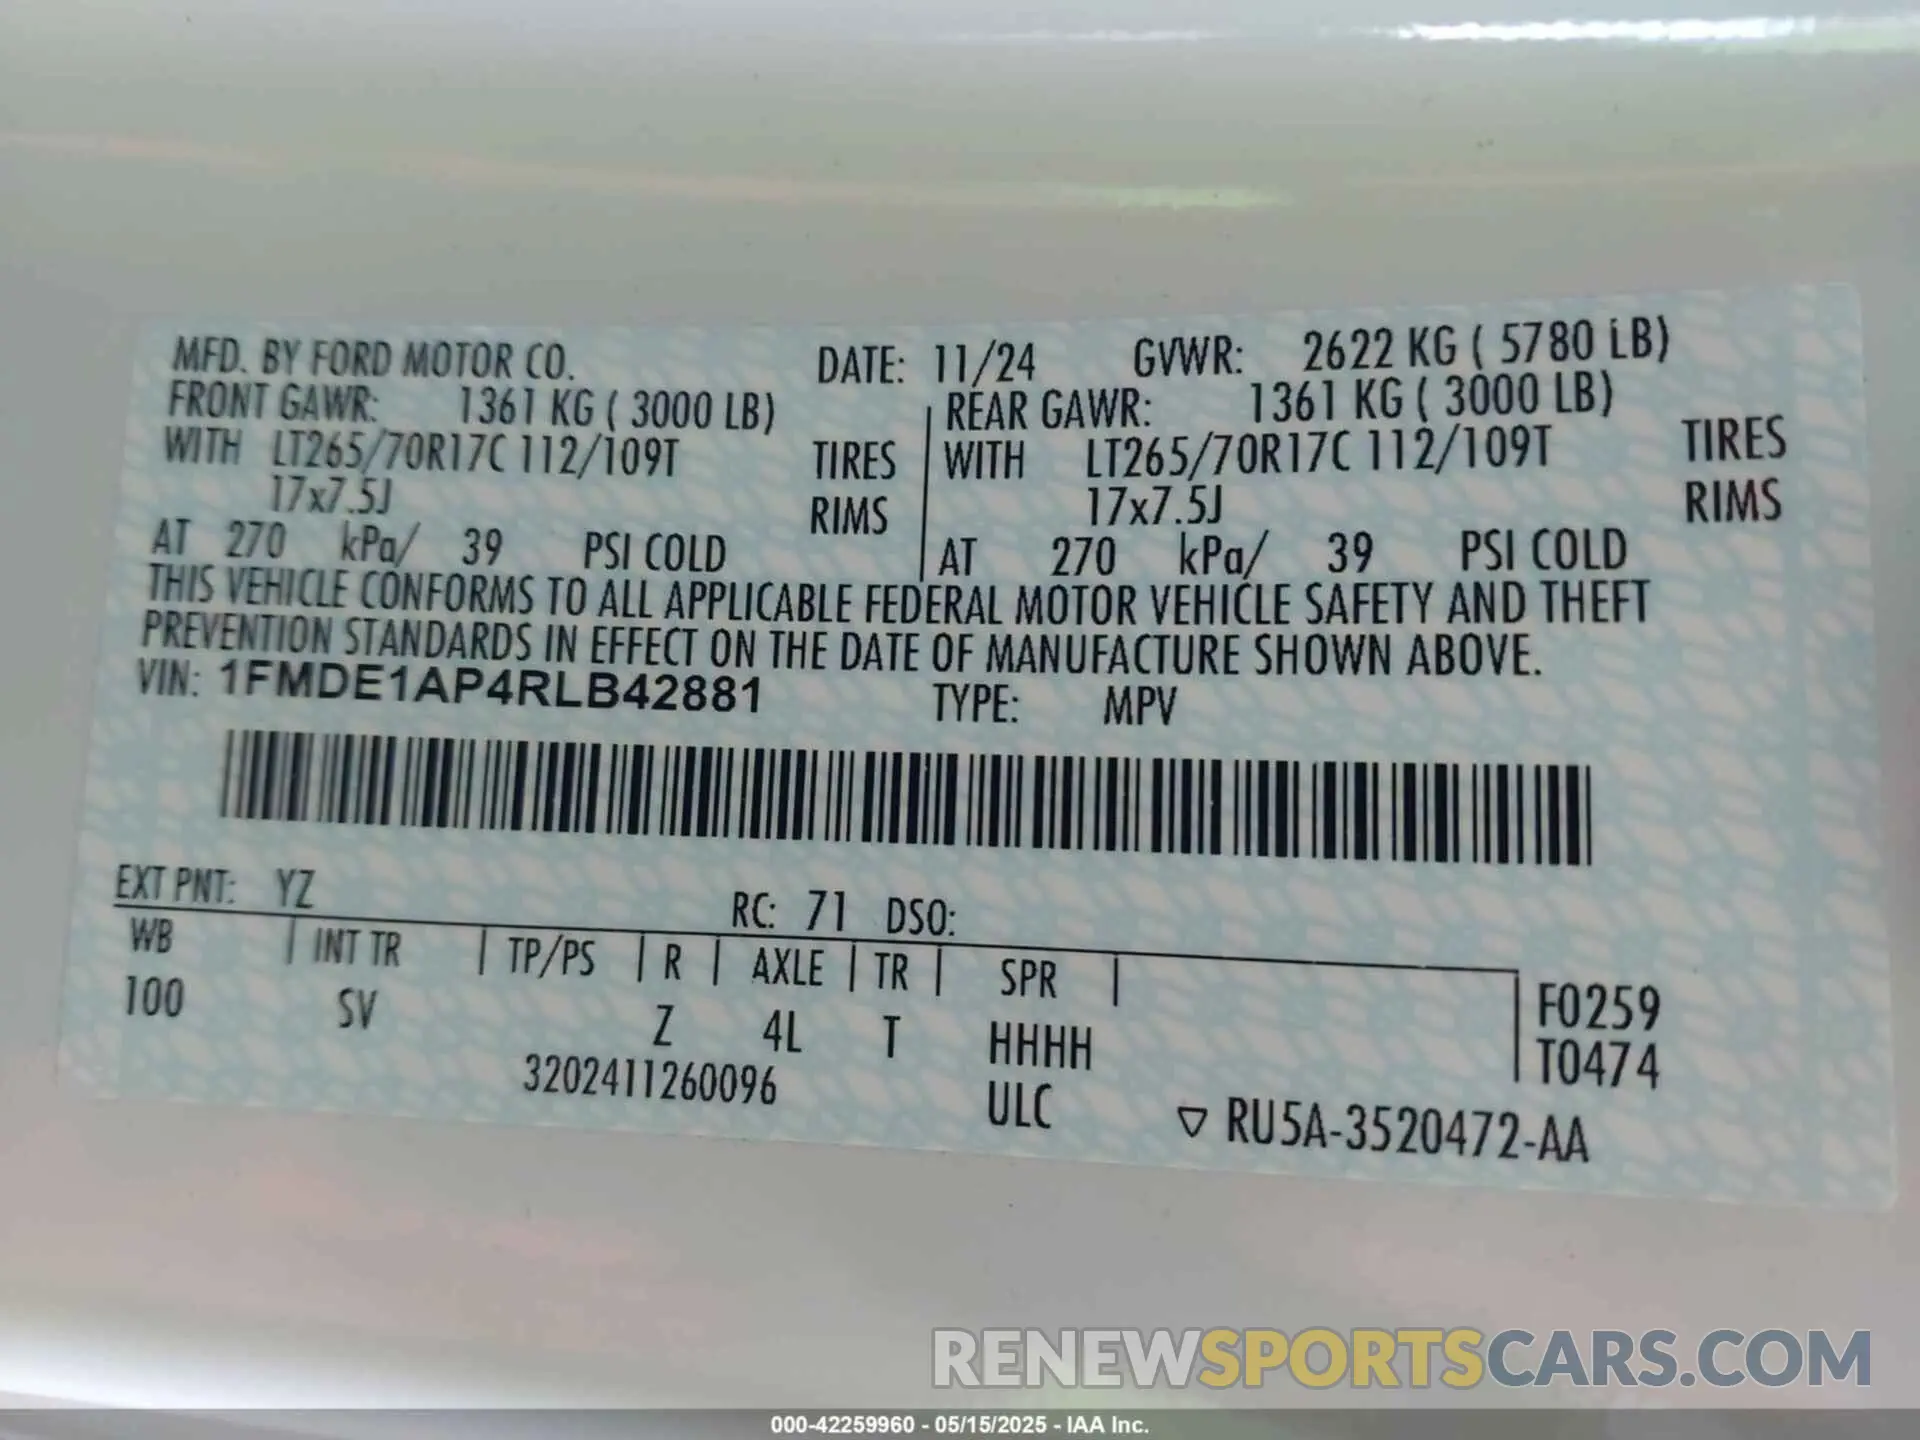 MFD. BY FORD MOTOR CO. DATE: 11/24 GVWR: 2622 KG ( 5780 LB)
FRONT GAWR: 1361 KG ( 3000 LB) REAR GAWR: 1361 KG ( 3000 LB)
WITH LT265/70R17C 112/109T TIRES WITH LT265/70R17C 112/109T TIRES
17x7.5J RIMS 17x7.5J RIMS
AT 270 kPa/ 39 PSI COLD AT 270 kPa/ 39 PSI COLD
THIS VEHICLE CONFORMS TO ALL APPLICABLE FEDERAL MOTOR VEHICLE SAFETY AND THEFT
PREVENTION STANDARDS IN EFFECT ON THE DATE OF MANUFACTURE SHOWN ABOVE.
VIN: 1FMDE1AP4RLB42881 TYPE: MPV
EXT PNT: YZ RC: 71 DSO:
WB INT TR TP/PS R AXLE TR SPR F0259
100 SV Z 4L T HHHH T0474
3202411260096 ULC ▽ RU5A-3520472-AA
RENEWSPORTSCARS.COM
000-42259960 - 05/15/2025 - IAA Inc.